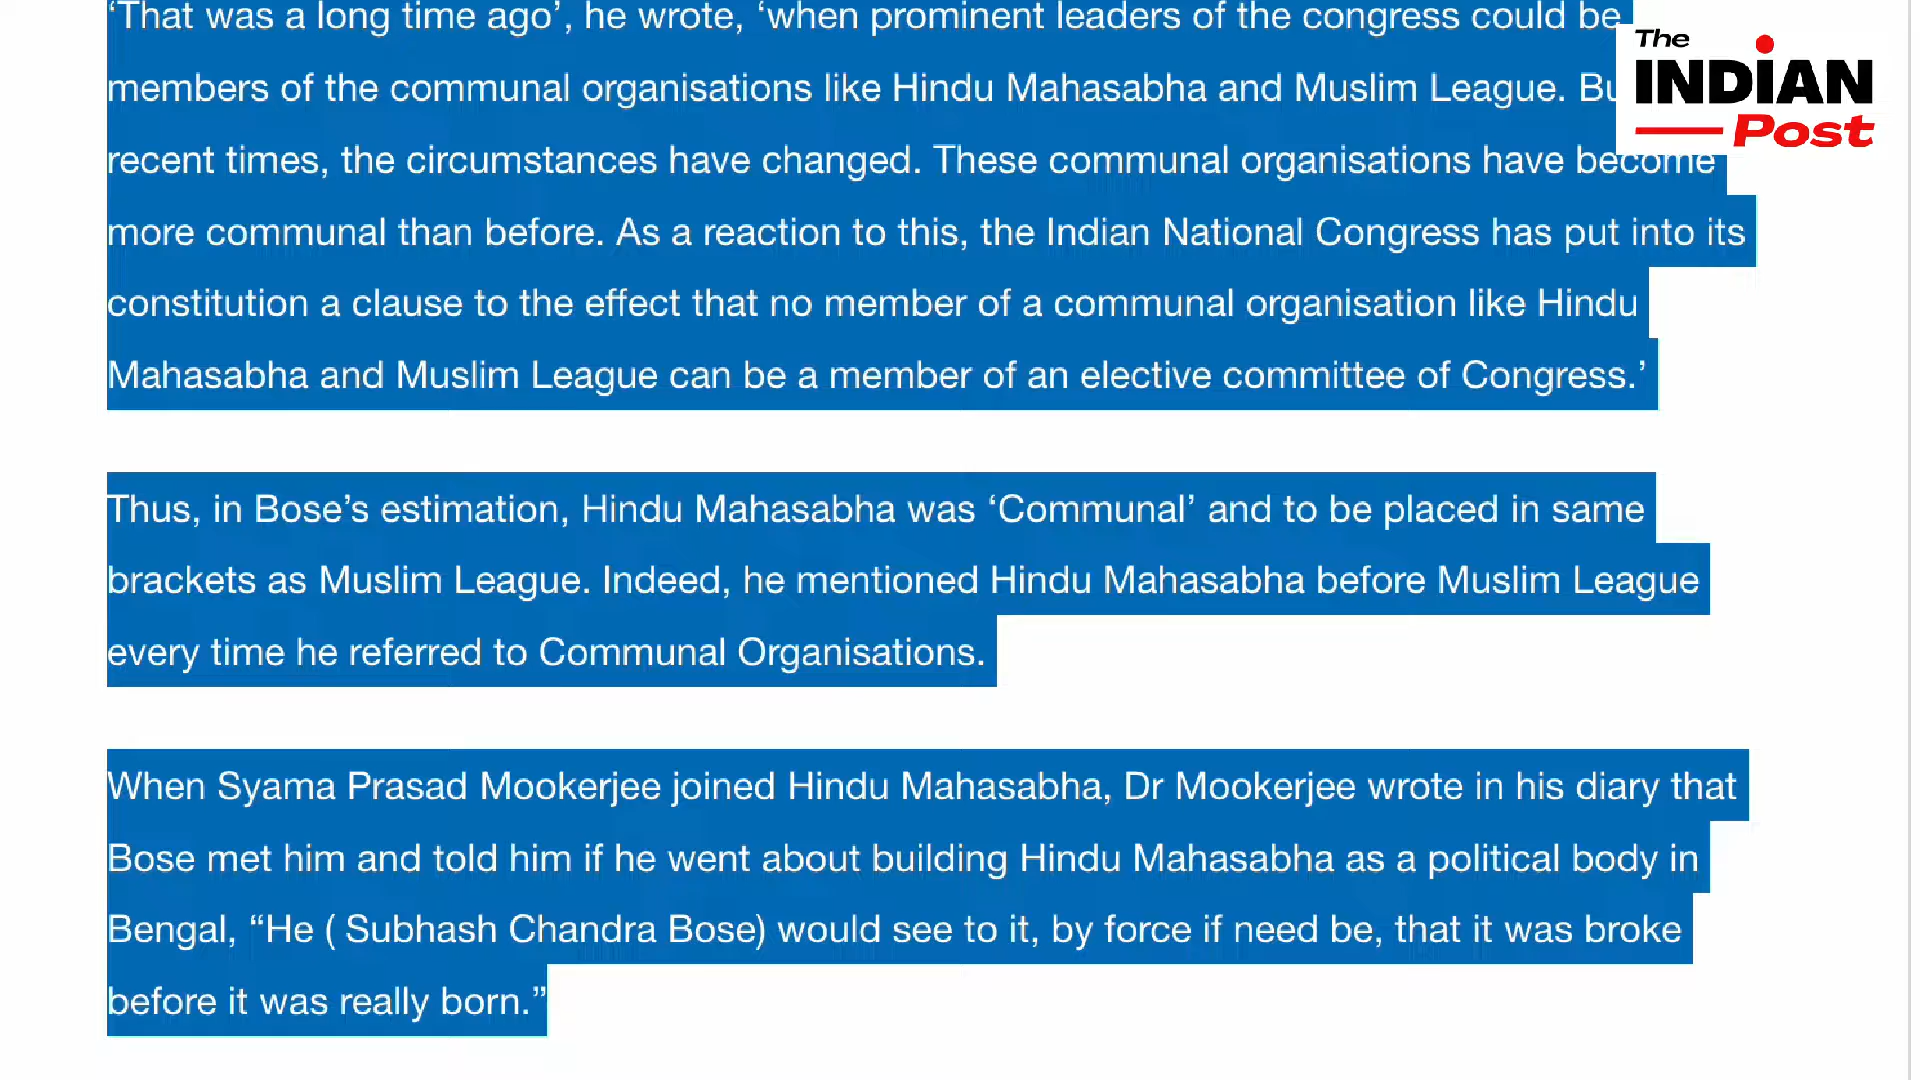 ‘That was a long time ago’, he wrote, ‘when prominent leaders of the congress could be
members of the communal organisations like Hindu Mahasabha and Muslim League.
recent times, the circumstances have changed. These communal organisations have become
more communal than before. As a reaction to this, the Indian National Congress has put into its
constitution a clause to the effect that no member of a communal organisation like Hindu
Mahasabha and Muslim League can be a member of an elective committee of Congress.’
Thus, in Bose’s estimation, Hindu Mahasabha was ‘Communal’ and to be placed in same
brackets as Muslim League. Indeed, he mentioned Hindu Mahasabha before Muslim League
every time he referred to Communal Organisations.
When Syama Prasad Mookerjee joined Hindu Mahasabha, Dr Mookerjee wrote in his diary that
Bose met him and told him if he went about building Hindu Mahasabha as a political body in
Bengal, “He ( Subhash Chandra Bose) would see to it, by force if need be, that it was broke
before it was really born.”
The
INDIAN
Post